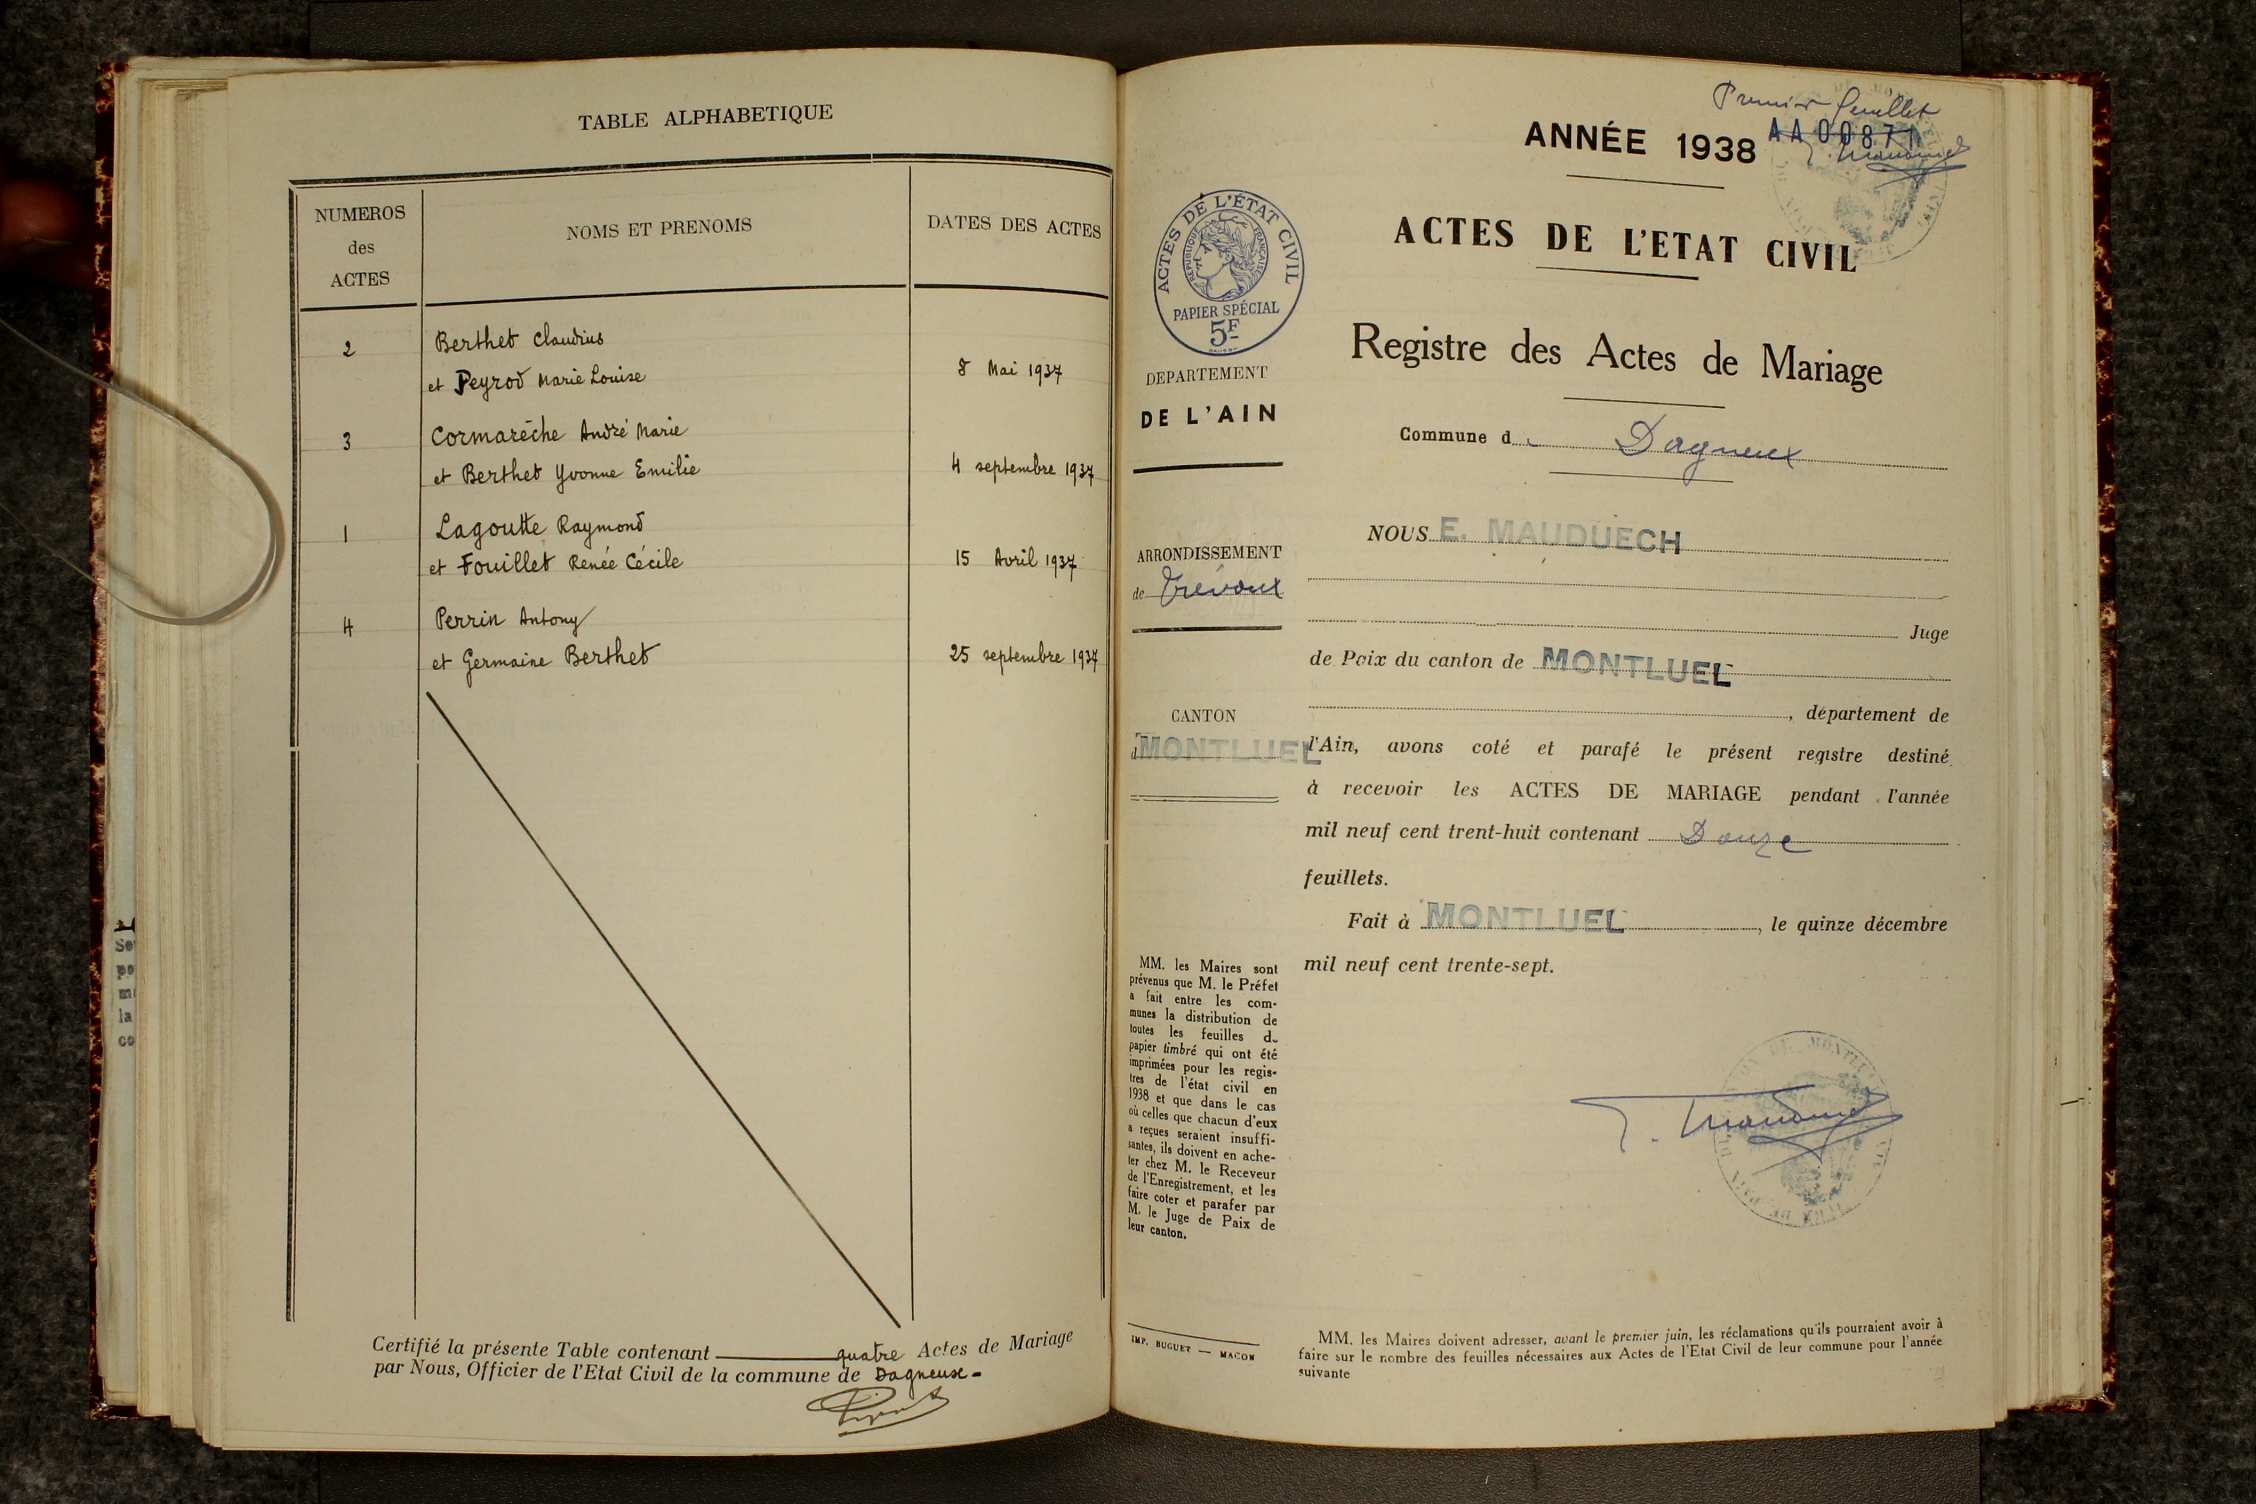 TABLE ALPHABETIQUE
NUMEROS
des
ACTES
NOMS ET PRENOMS
DATES DES ACTES
2
Berthet Claudius
et Peyrod Marie Louise
8 Mai 1937
3
Cormarèche André Marie
et Berthet Yvonne Emilie
4 septembre 1937
1
Lagoutte Raymond
et Fouillet Renée Cécile
15 Avril 1937
4
Perrin Antony
et Germaine Berthet
25 septembre 1937
Certifié la présente Table contenant quatre Actes de Mariage
par Nous, Officier de l'Etat Civil de la commune de Dagneux -
Premier feuillet
ANNÉE 1938
AA00871
ACTES DE L'ETAT CIVIL
Registre des Actes de Mariage
Commune de Dagneux
ACTES DE L'ÉTAT CIVIL
RÉPUBLIQUE FRANÇAISE
PAPIER SPÉCIAL
5F
DEPARTEMENT
DE L'AIN
ARRONDISSEMENT
de Trévoux
CANTON
d MONTLUEL
MM. les Maires sont
prévenus que M. le Préfet
a fait entre les com-
munes la distribution de
toutes les feuilles d
papier timbré qui ont été
imprimées pour les regis-
tres de l'état civil en
1938 et que dans le cas
où celles que chacun d'eux
a reçues seraient insuffi-
santes, ils doivent en ache-
ter chez M. le Receveur
de l'Enregistrement, et les
faire coter et parafer par
M. le Juge de Paix de
leur canton.
IMP. BUGUET — MACON
NOUS E. MAUDUECH
Juge
de Paix du canton de MONTLUEL
, département de
l'Ain, avons coté et parafé le présent registre destiné
à recevoir les ACTES DE MARIAGE pendant l'année
mil neuf cent trent-huit contenant Douze
feuillets.
Fait à MONTLUEL, le quinze décembre
mil neuf cent trente-sept.
MM. les Maires doivent adresser, avant le premier juin, les réclamations qu'ils pourraient avoir à
faire sur le nombre des feuilles nécessaires aux Actes de l'Etat Civil de leur commune pour l'année
suivante